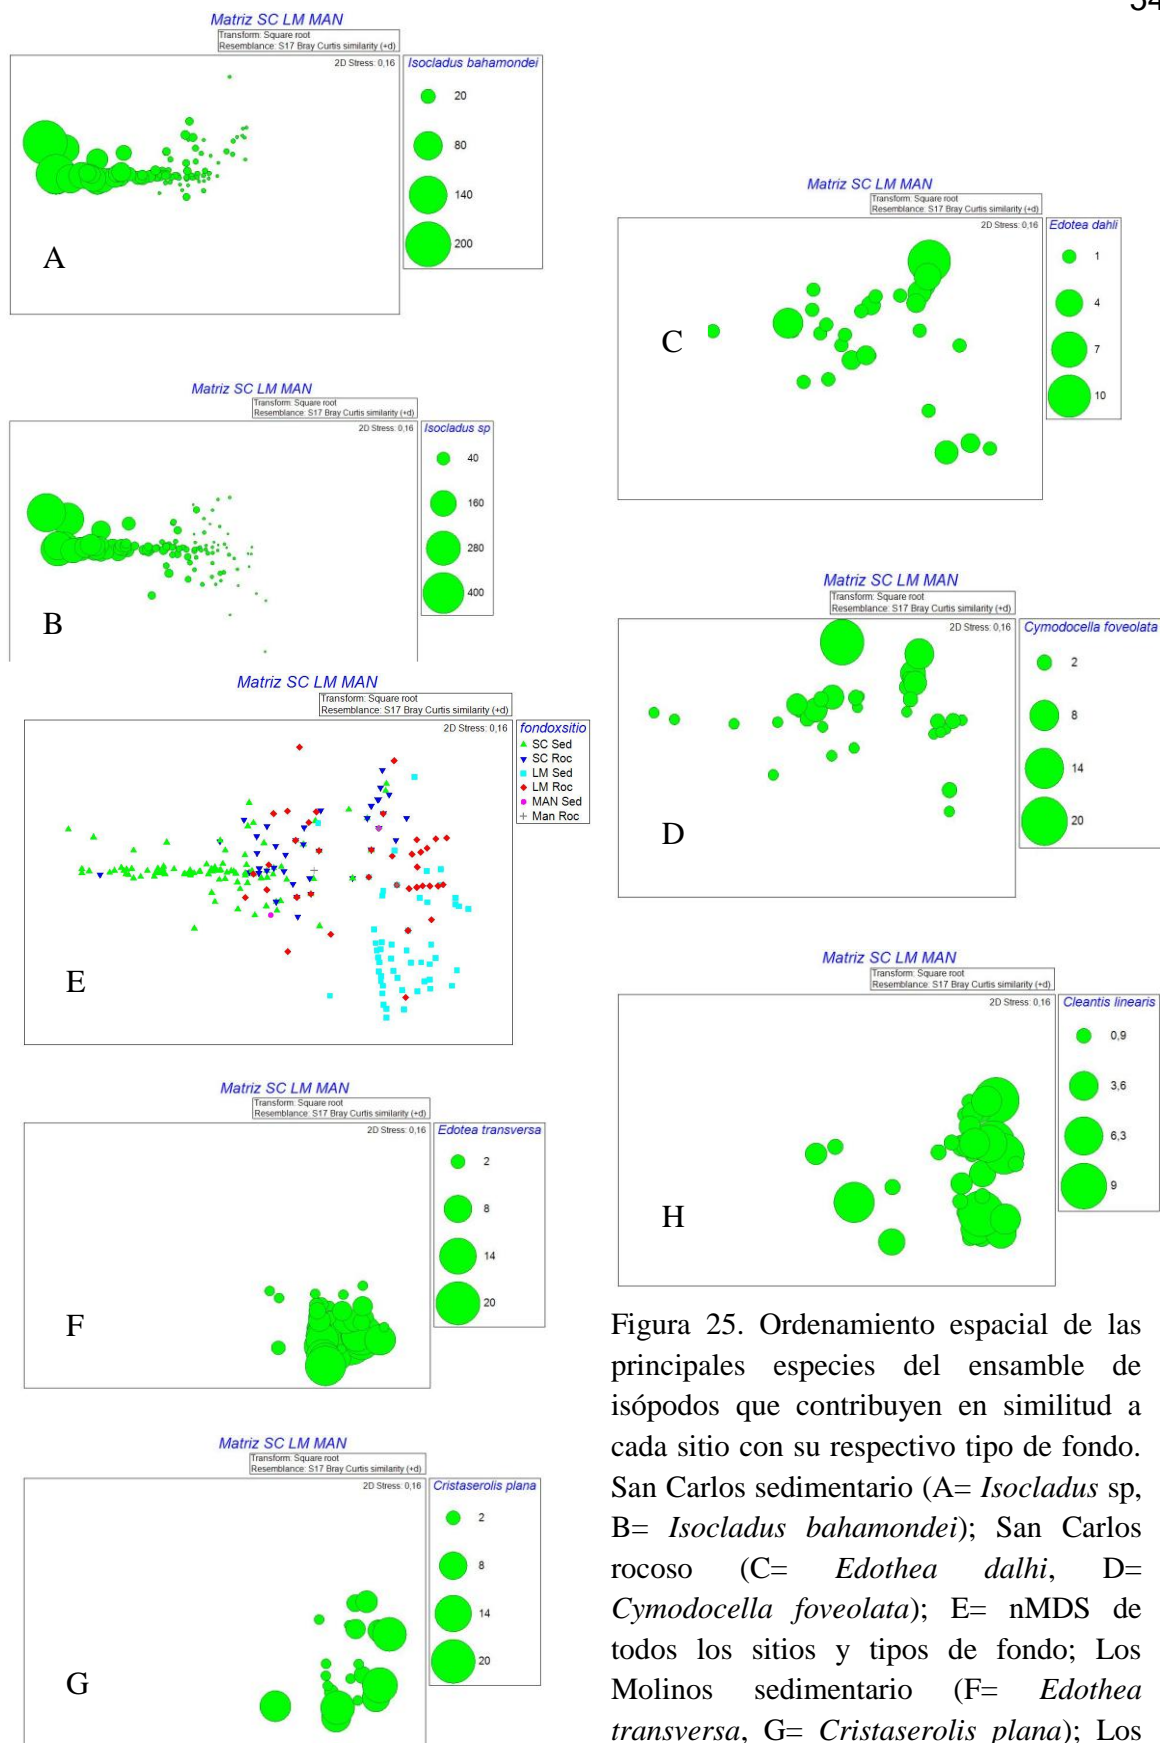 54
Matriz SC LM MAN
Transform: Square root
Resemblance: S17 Bray Curtis similarity (+d)
2D Stress: 0,16
Isocladus bahamondei
20
80
140
200
A
Matriz SC LM MAN
Transform: Square root
Resemblance: S17 Bray Curtis similarity (+d)
2D Stress: 0,16
Isocladus sp
40
160
280
400
B
Matriz SC LM MAN
Transform: Square root
Resemblance: S17 Bray Curtis similarity (+d)
2D Stress: 0,16
fondoxsitio
SC Sed
SC Roc
LM Sed
LM Roc
MAN Sed
Man Roc
E
Matriz SC LM MAN
Transform: Square root
Resemblance: S17 Bray Curtis similarity (+d)
2D Stress: 0,16
Edotea transversa
2
8
14
20
F
Matriz SC LM MAN
Transform: Square root
Resemblance: S17 Bray Curtis similarity (+d)
2D Stress: 0,16
Cristaserolis plana
2
8
14
20
G
Matriz SC LM MAN
Transform: Square root
Resemblance: S17 Bray Curtis similarity (+d)
2D Stress: 0,16
Edotea dahli
1
4
7
10
C
Matriz SC LM MAN
Transform: Square root
Resemblance: S17 Bray Curtis similarity (+d)
2D Stress: 0,16
Cymodocella foveolata
2
8
14
20
D
Matriz SC LM MAN
Transform: Square root
Resemblance: S17 Bray Curtis similarity (+d)
2D Stress: 0,16
Cleantis linearis
0,9
3,6
6,3
9
H
Figura 25. Ordenamiento espacial de las
principales especies del ensamble de
isópodos que contribuyen en similitud a
cada sitio con su respectivo tipo de fondo.
San Carlos sedimentario (A= Isocladus sp,
B= Isocladus bahamondei); San Carlos
rocoso (C= Edothea dalhi, D=
Cymodocella foveolata); E= nMDS de
todos los sitios y tipos de fondo; Los
Molinos sedimentario (F= Edothea
transversa, G= Cristaserolis plana); Los